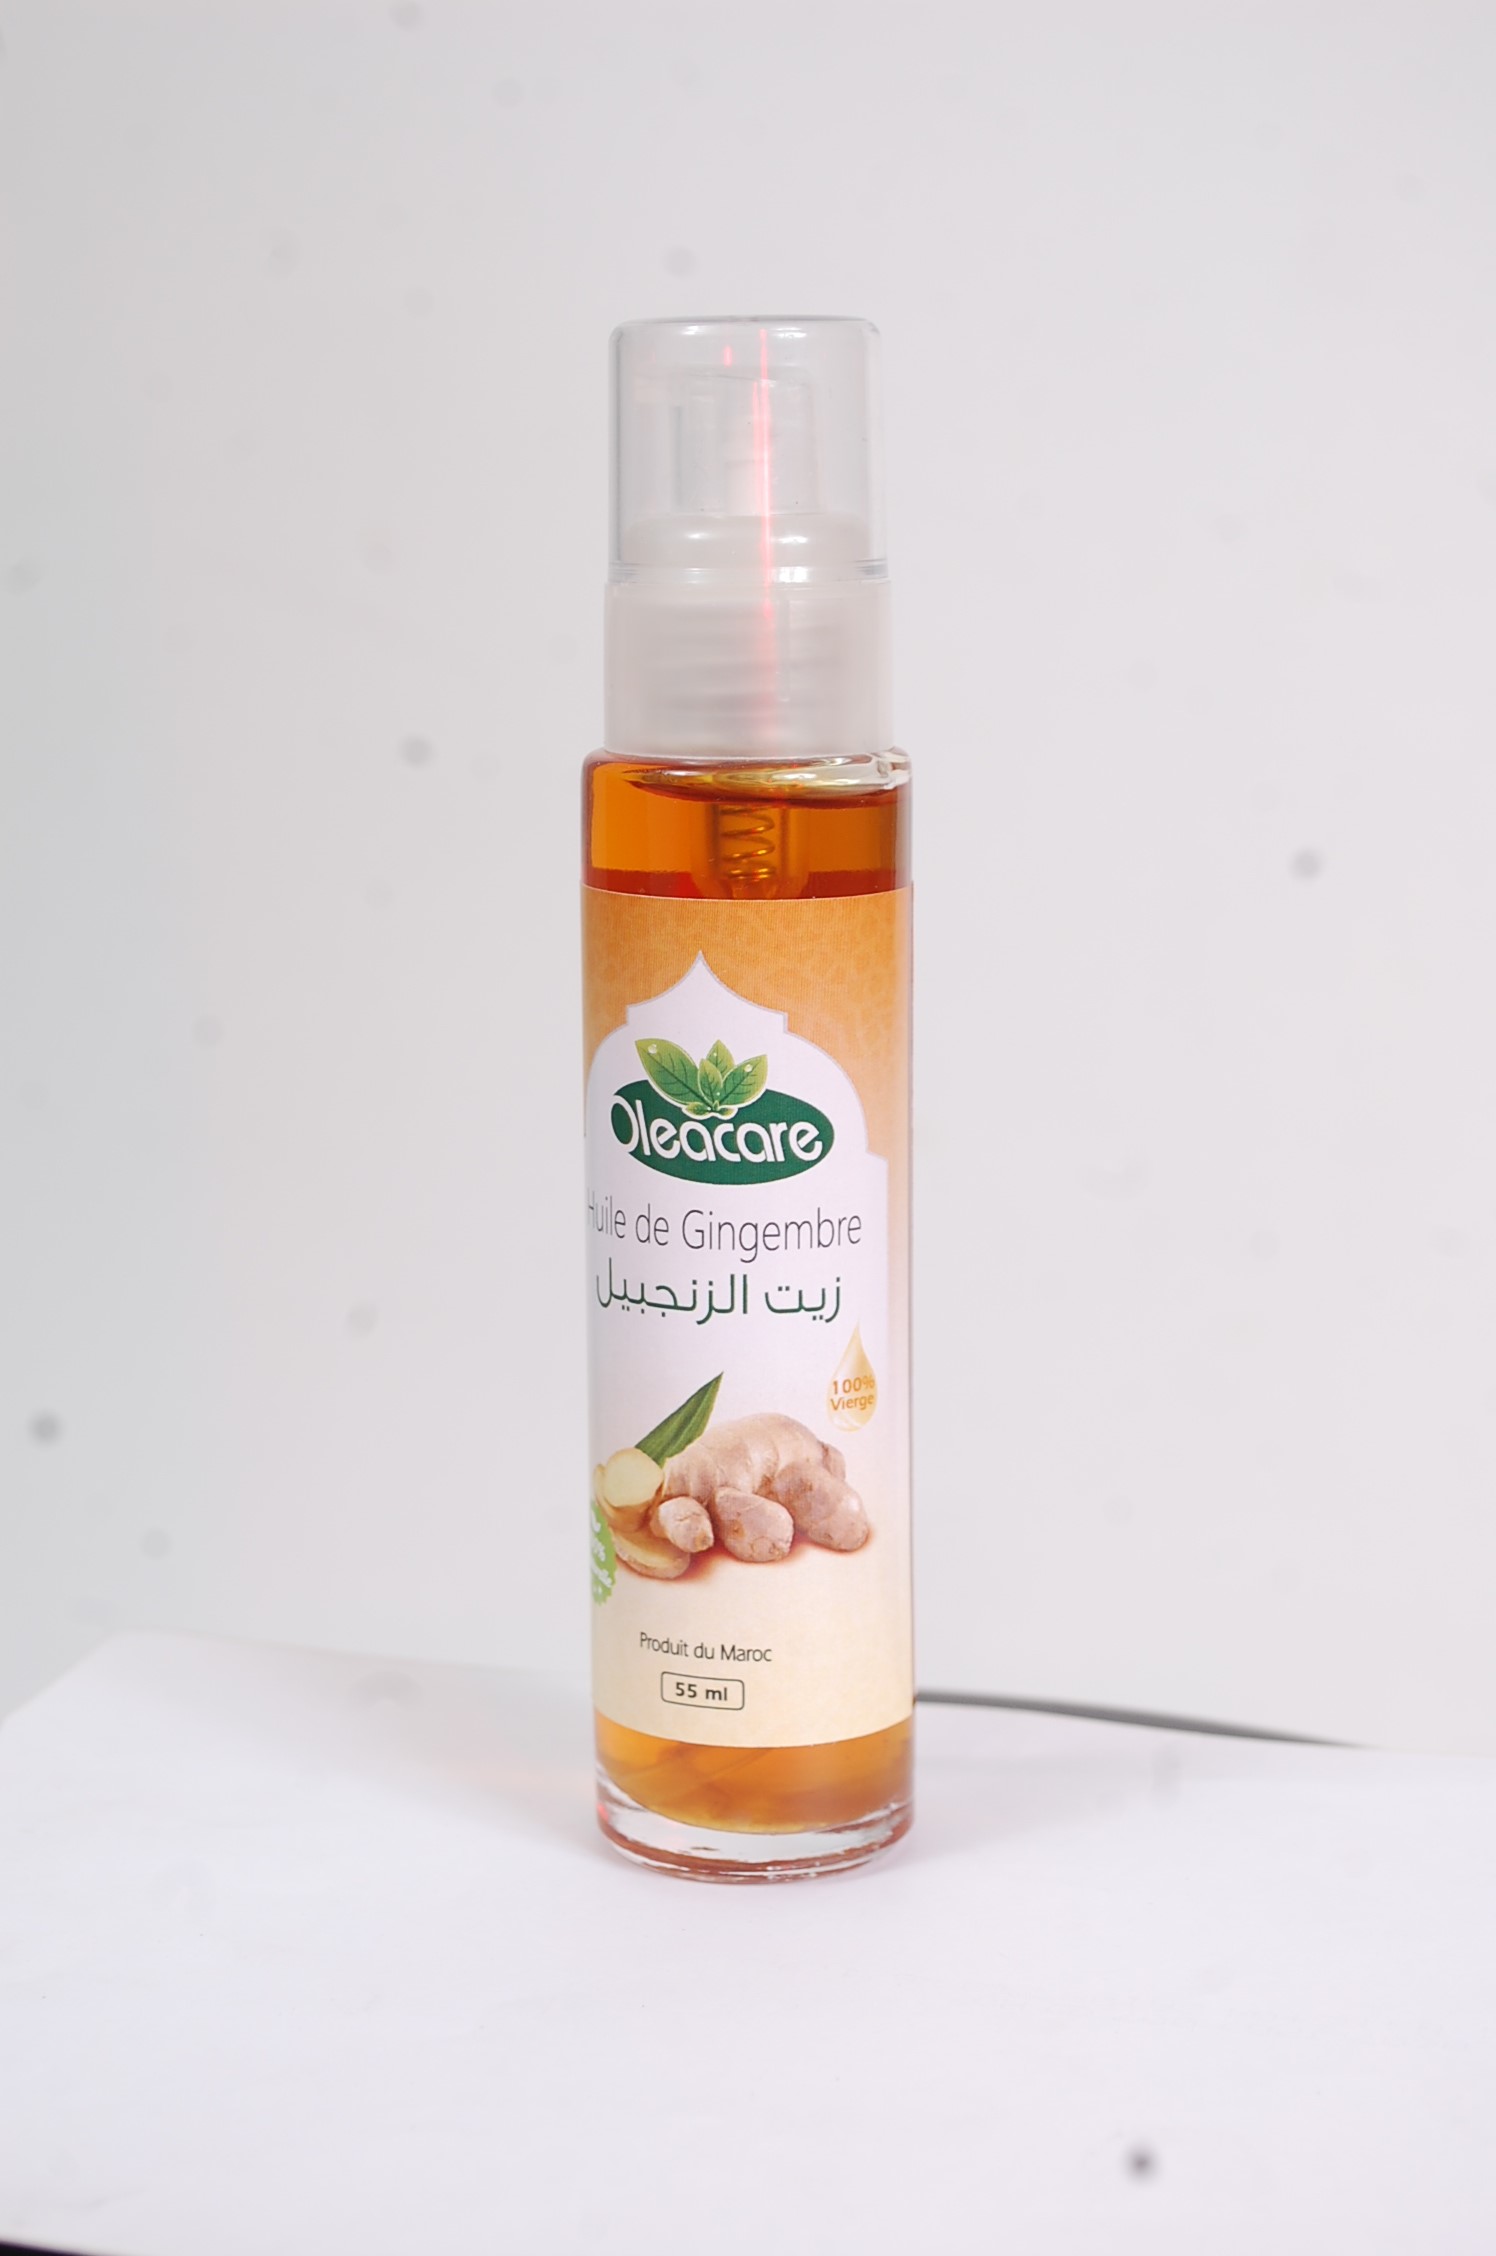 Oleacare
Huile de Gingembre
زيت الزنجبيل
100%
Vierge
Produit du Maroc
55 ml